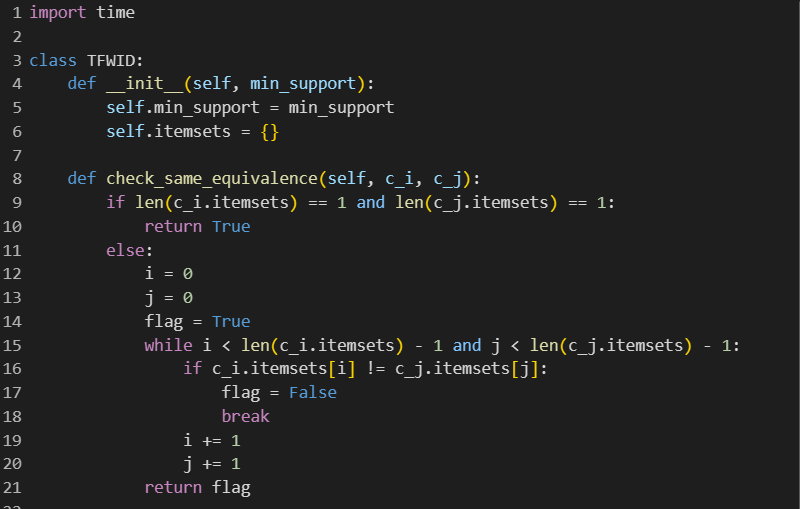 1 import time
2
3 class TFWID:
4     def __init__(self, min_support):
5         self.min_support = min_support
6         self.itemsets = {}
7
8     def check_same_equivalence(self, c_i, c_j):
9         if len(c_i.itemsets) == 1 and len(c_j.itemsets) == 1:
10             return True
11         else:
12             i = 0
13             j = 0
14             flag = True
15             while i < len(c_i.itemsets) - 1 and j < len(c_j.itemsets) - 1:
16                 if c_i.itemsets[i] != c_j.itemsets[j]:
17                     flag = False
18                     break
19                 i += 1
20                 j += 1
21             return flag